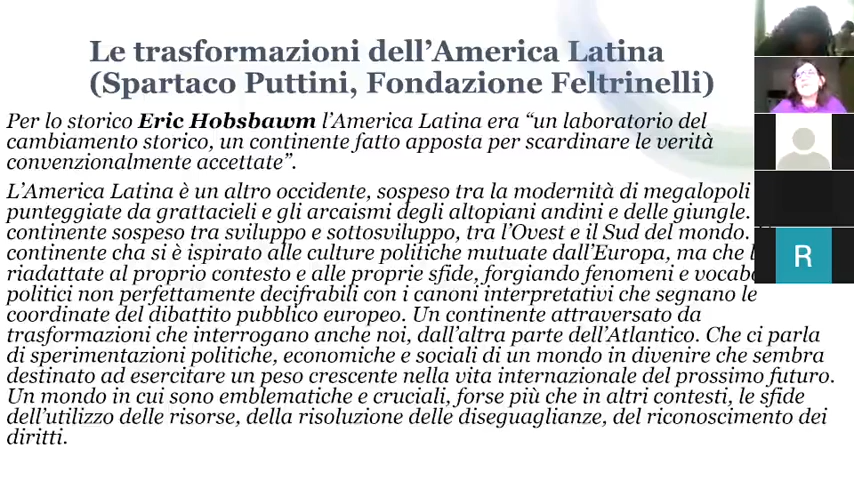 Le trasformazioni dell'America Latina
(Spartaco Puttini, Fondazione Feltrinelli)
Per lo storico Eric Hobsbawm l'America Latina era “un laboratorio del
cambiamento storico, un continente fatto apposta per scardinare le verità
convenzionalmente accettate”.
L'America Latina è un altro occidente, sospeso tra la modernità di megalopoli
punteggiate da grattacieli e gli arcaismi degli altopiani andini e delle giungle.
continente sospeso tra sviluppo e sottosviluppo, tra l'Ovest e il Sud del mondo.
continente cha si è ispirato alle culture politiche mutuate dall'Europa, ma che
riadattate al proprio contesto e alle proprie sfide, forgiando fenomeni e
politici non perfettamente decifrabili con i canoni interpretativi che segnano le
coordinate del dibattito pubblico europeo. Un continente attraversato da
trasformazioni che interrogano anche noi, dall'altra parte dell'Atlantico. Che ci parla
di sperimentazioni politiche, economiche e sociali di un mondo in divenire che sembra
destinato ad esercitare un peso crescente nella vita internazionale del prossimo futuro.
Un mondo in cui sono emblematiche e cruciali, forse più che in altri contesti, le sfide
dell'utilizzo delle risorse, della risoluzione delle diseguaglianze, del riconoscimento dei
diritti.
R